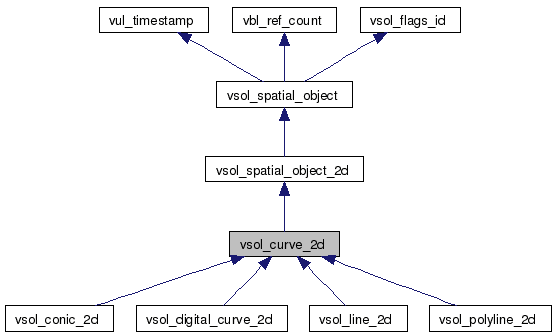 vul_timestamp
vbl_ref_count
vsol_flags_id
vsol_spatial_object
vsol_spatial_object_2d
vsol_curve_2d
vsol_conic_2d
vsol_digital_curve_2d
vsol_line_2d
vsol_polyline_2d